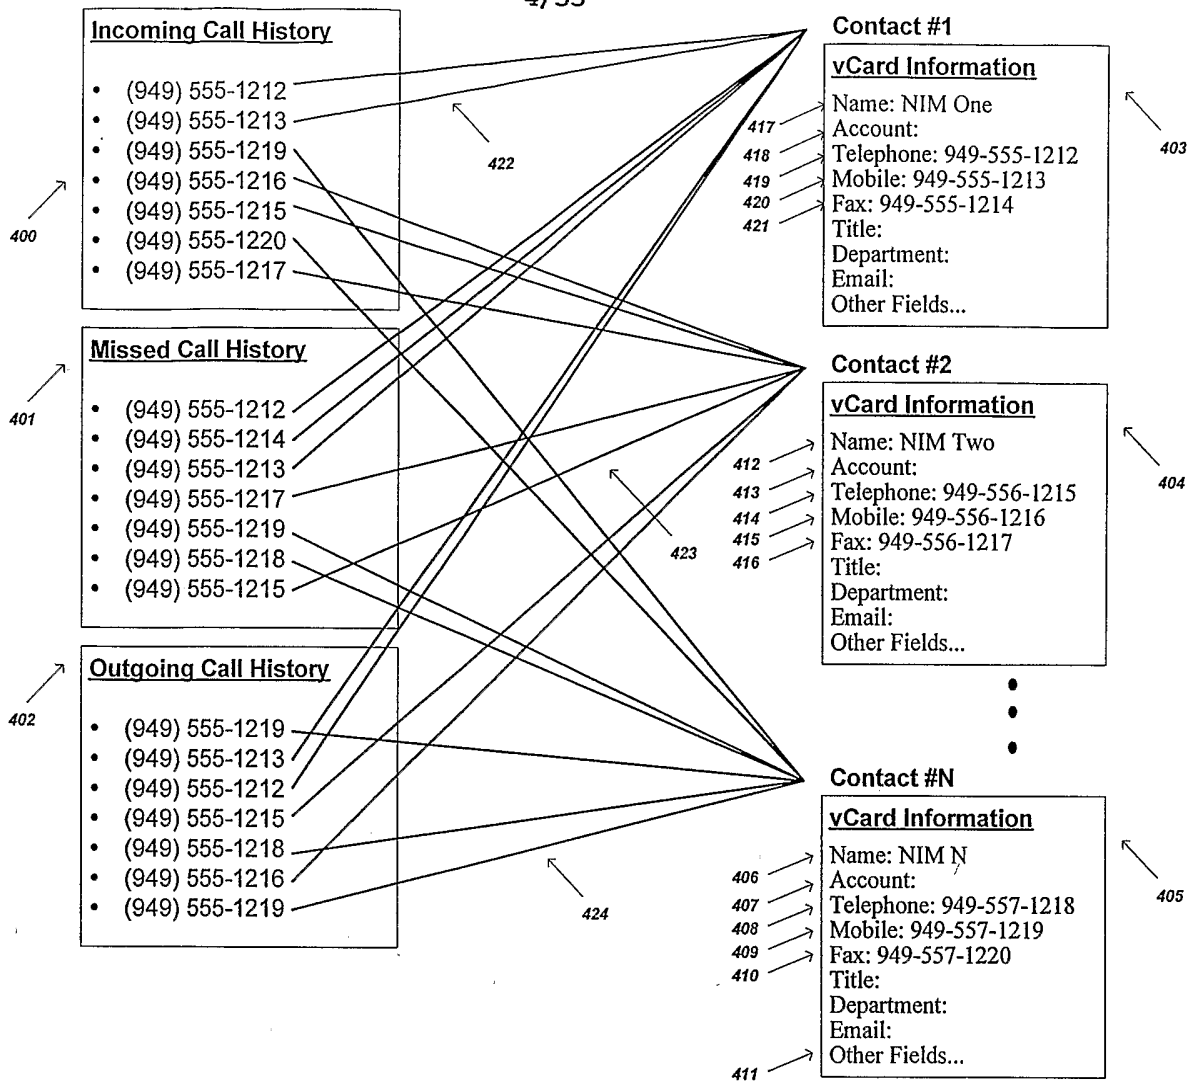 Incoming Call History
• (949) 555-1212
• (949) 555-1213
• (949) 555-1219
• (949) 555-1216
• (949) 555-1215
• (949) 555-1220
• (949) 555-1217
400
Missed Call History
• (949) 555-1212
• (949) 555-1214
• (949) 555-1213
• (949) 555-1217
• (949) 555-1219
• (949) 555-1218
• (949) 555-1215
401
Outgoing Call History
• (949) 555-1219
• (949) 555-1213
• (949) 555-1212
• (949) 555-1215
• (949) 555-1218
• (949) 555-1216
• (949) 555-1219
402
422
423
424
Contact #1
vCard Information
417 Name: NIM One
418 Account:
419 Telephone: 949-555-1212
420 Mobile: 949-555-1213
421 Fax: 949-555-1214
Title:
Department:
Email:
Other Fields...
403
Contact #2
vCard Information
412 Name: NIM Two
413 Account:
414 Telephone: 949-556-1215
415 Mobile: 949-556-1216
416 Fax: 949-556-1217
Title:
Department:
Email:
Other Fields...
404
Contact #N
vCard Information
406 Name: NIM N
407 Account:
408 Telephone: 949-557-1218
409 Mobile: 949-557-1219
410 Fax: 949-557-1220
Title:
Department:
Email:
411 Other Fields...
405